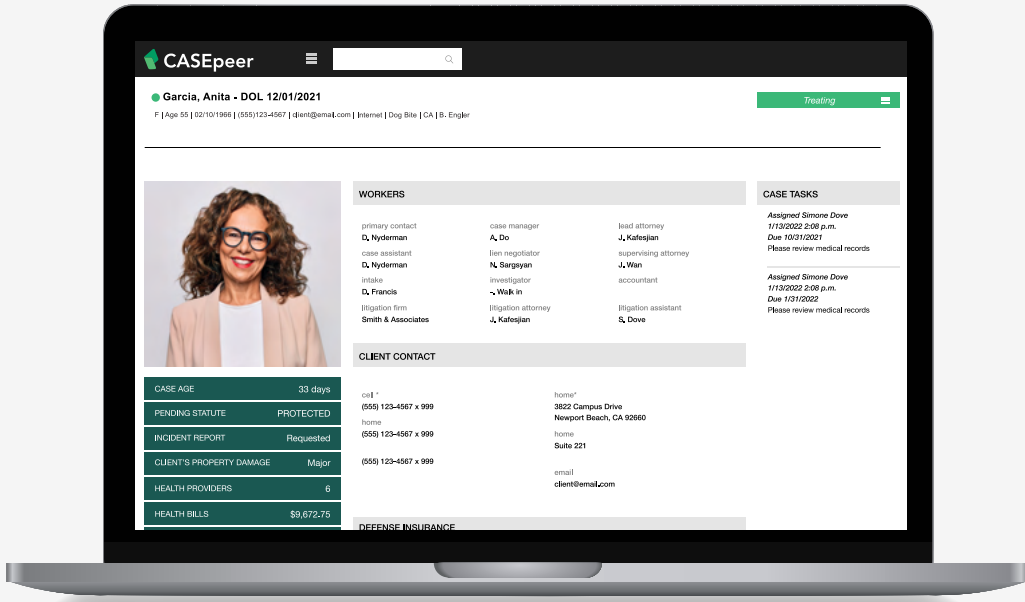 CASEpeer
Garcia, Anita - DOL 12/01/2021
F | Age 55 | 02/10/1966 | (555)123-4567 | client@email.com | Internet | Dog Bite | CA | B. Engler
Treating
WORKERS
primary contact case manager lead attorney
D. Nyderman A. Do J. Kafesjian
case assistant lien negotiator supervising attorney
D. Nyderman N. Sargsyan J. Wan
intake investigator accountant
D. Francis -. Walk in
litigation firm litigation attorney litigation assistant
Smith & Associates J. Kafesjian S. Dove
CLIENT CONTACT
cell * home*
(555) 123-4567 x 999 3822 Campus Drive
Newport Beach, CA 92660
home
(555) 123-4567 x 999
home
Suite 221
(555) 123-4567 x 999
email
client@email.com
DEFENSE INSURANCE
CASE TASKS
Assigned Simone Dove
1/13/2022 2:08 p.m.
Due 10/31/2021
Please review medical records
Assigned Simone Dove
1/13/2022 2:08 p.m.
Due 1/31/2022
Please review medical records
CASE AGE 33 days
PENDING STATUTE PROTECTED
INCIDENT REPORT Requested
CLIENT'S PROPERTY DAMAGE Major
HEALTH PROVIDERS 6
HEALTH BILLS $9,672.75